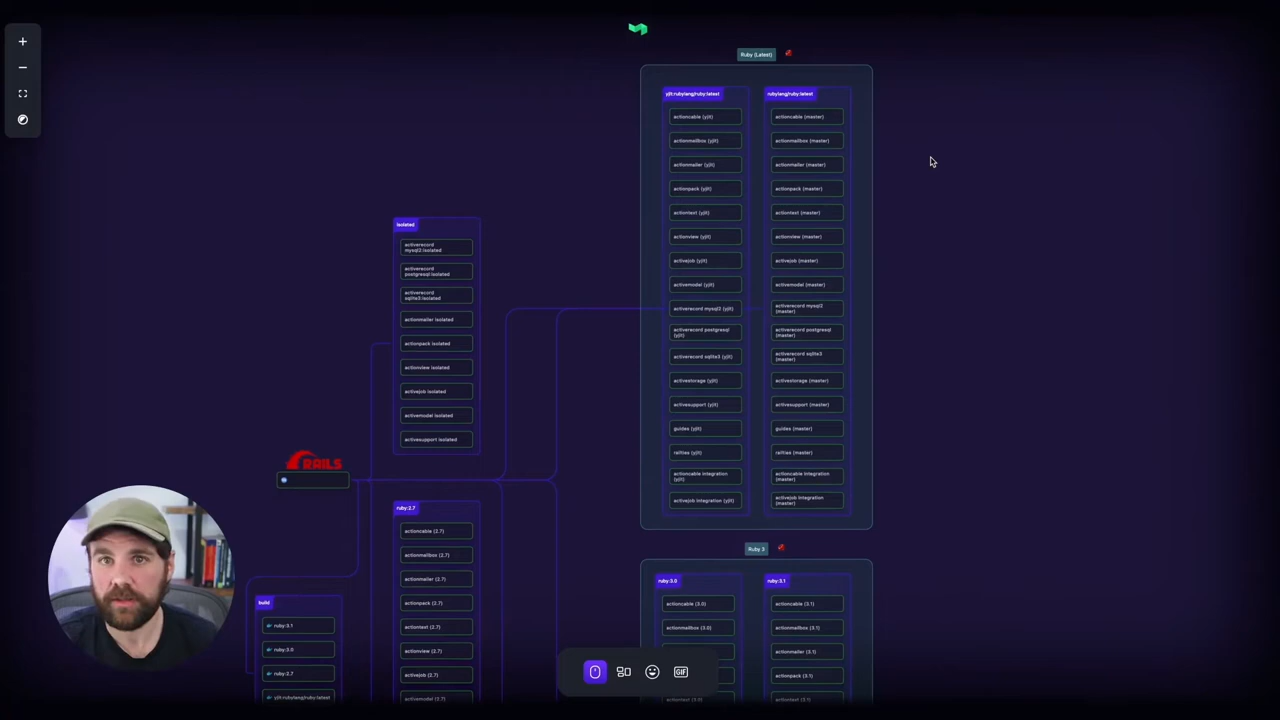 Ruby (Latest)
yjit:rubylang/ruby:latest
actioncable (yjit)
actionmailbox (yjit)
actionmailer (yjit)
actionpack (yjit)
actiontext (yjit)
actionview (yjit)
activejob (yjit)
activemodel (yjit)
activerecord mysql2 (yjit)
activerecord postgresql
(yjit)
activerecord sqlite3 (yjit)
activestorage (yjit)
activesupport (yjit)
guides (yjit)
railties (yjit)
actioncable integration
(yjit)
activejob integration (yjit)
rubylang/ruby:latest
actioncable (master)
actionmailbox (master)
actionmailer (master)
actionpack (master)
actiontext (master)
actionview (master)
activejob (master)
activemodel (master)
activerecord mysql2
(master)
activerecord postgresql
(master)
activerecord sqlite3
(master)
activestorage (master)
activesupport (master)
guides (master)
railties (master)
actioncable integration
(master)
activejob integration
(master)
isolated
activerecord
mysql2:isolated
activerecord
postgresql:isolated
activerecord
sqlite3:isolated
actionmailer isolated
actionpack isolated
actionview isolated
activejob isolated
activemodel isolated
activesupport isolated
RAILS
ruby:2.7
actioncable (2.7)
actionmailbox (2.7)
actionmailer (2.7)
actionpack (2.7)
actiontext (2.7)
actionview (2.7)
activejob (2.7)
activemodel (2.7)
build
ruby:3.1
ruby:3.0
ruby:2.7
yjit:rubylang/ruby:latest
Ruby 3
ruby:3.0
actioncable (3.0)
actionmailbox (3.0)
actiontext (3.0)
ruby:3.1
actioncable (3.1)
actionmailbox (3.1)
actionmailer (3.1)
actionpack (3.1)
actiontext (3.1)
GIF